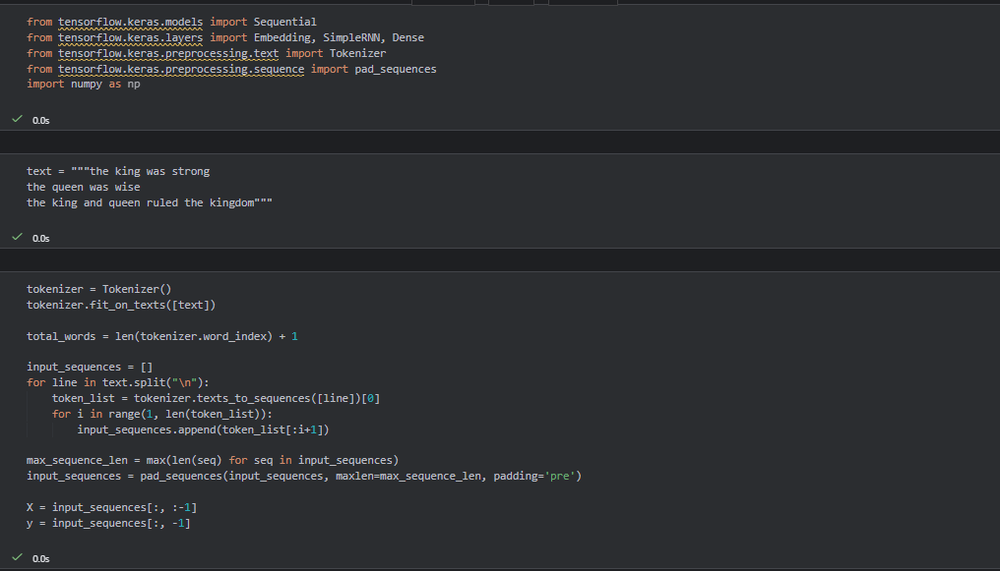 from tensorflow.keras.models import Sequential
from tensorflow.keras.layers import Embedding, SimpleRNN, Dense
from tensorflow.keras.preprocessing.text import Tokenizer
from tensorflow.keras.preprocessing.sequence import pad_sequences
import numpy as np
0.0s
text = """the king was strong
the queen was wise
the king and queen ruled the kingdom"""
0.0s
tokenizer = Tokenizer()
tokenizer.fit_on_texts([text])
total_words = len(tokenizer.word_index) + 1
input_sequences = []
for line in text.split("\n"):
    token_list = tokenizer.texts_to_sequences([line])[0]
    for i in range(1, len(token_list)):
        input_sequences.append(token_list[:i+1])
max_sequence_len = max(len(seq) for seq in input_sequences)
input_sequences = pad_sequences(input_sequences, maxlen=max_sequence_len, padding='pre')
X = input_sequences[:, :-1]
y = input_sequences[:, -1]
0.0s